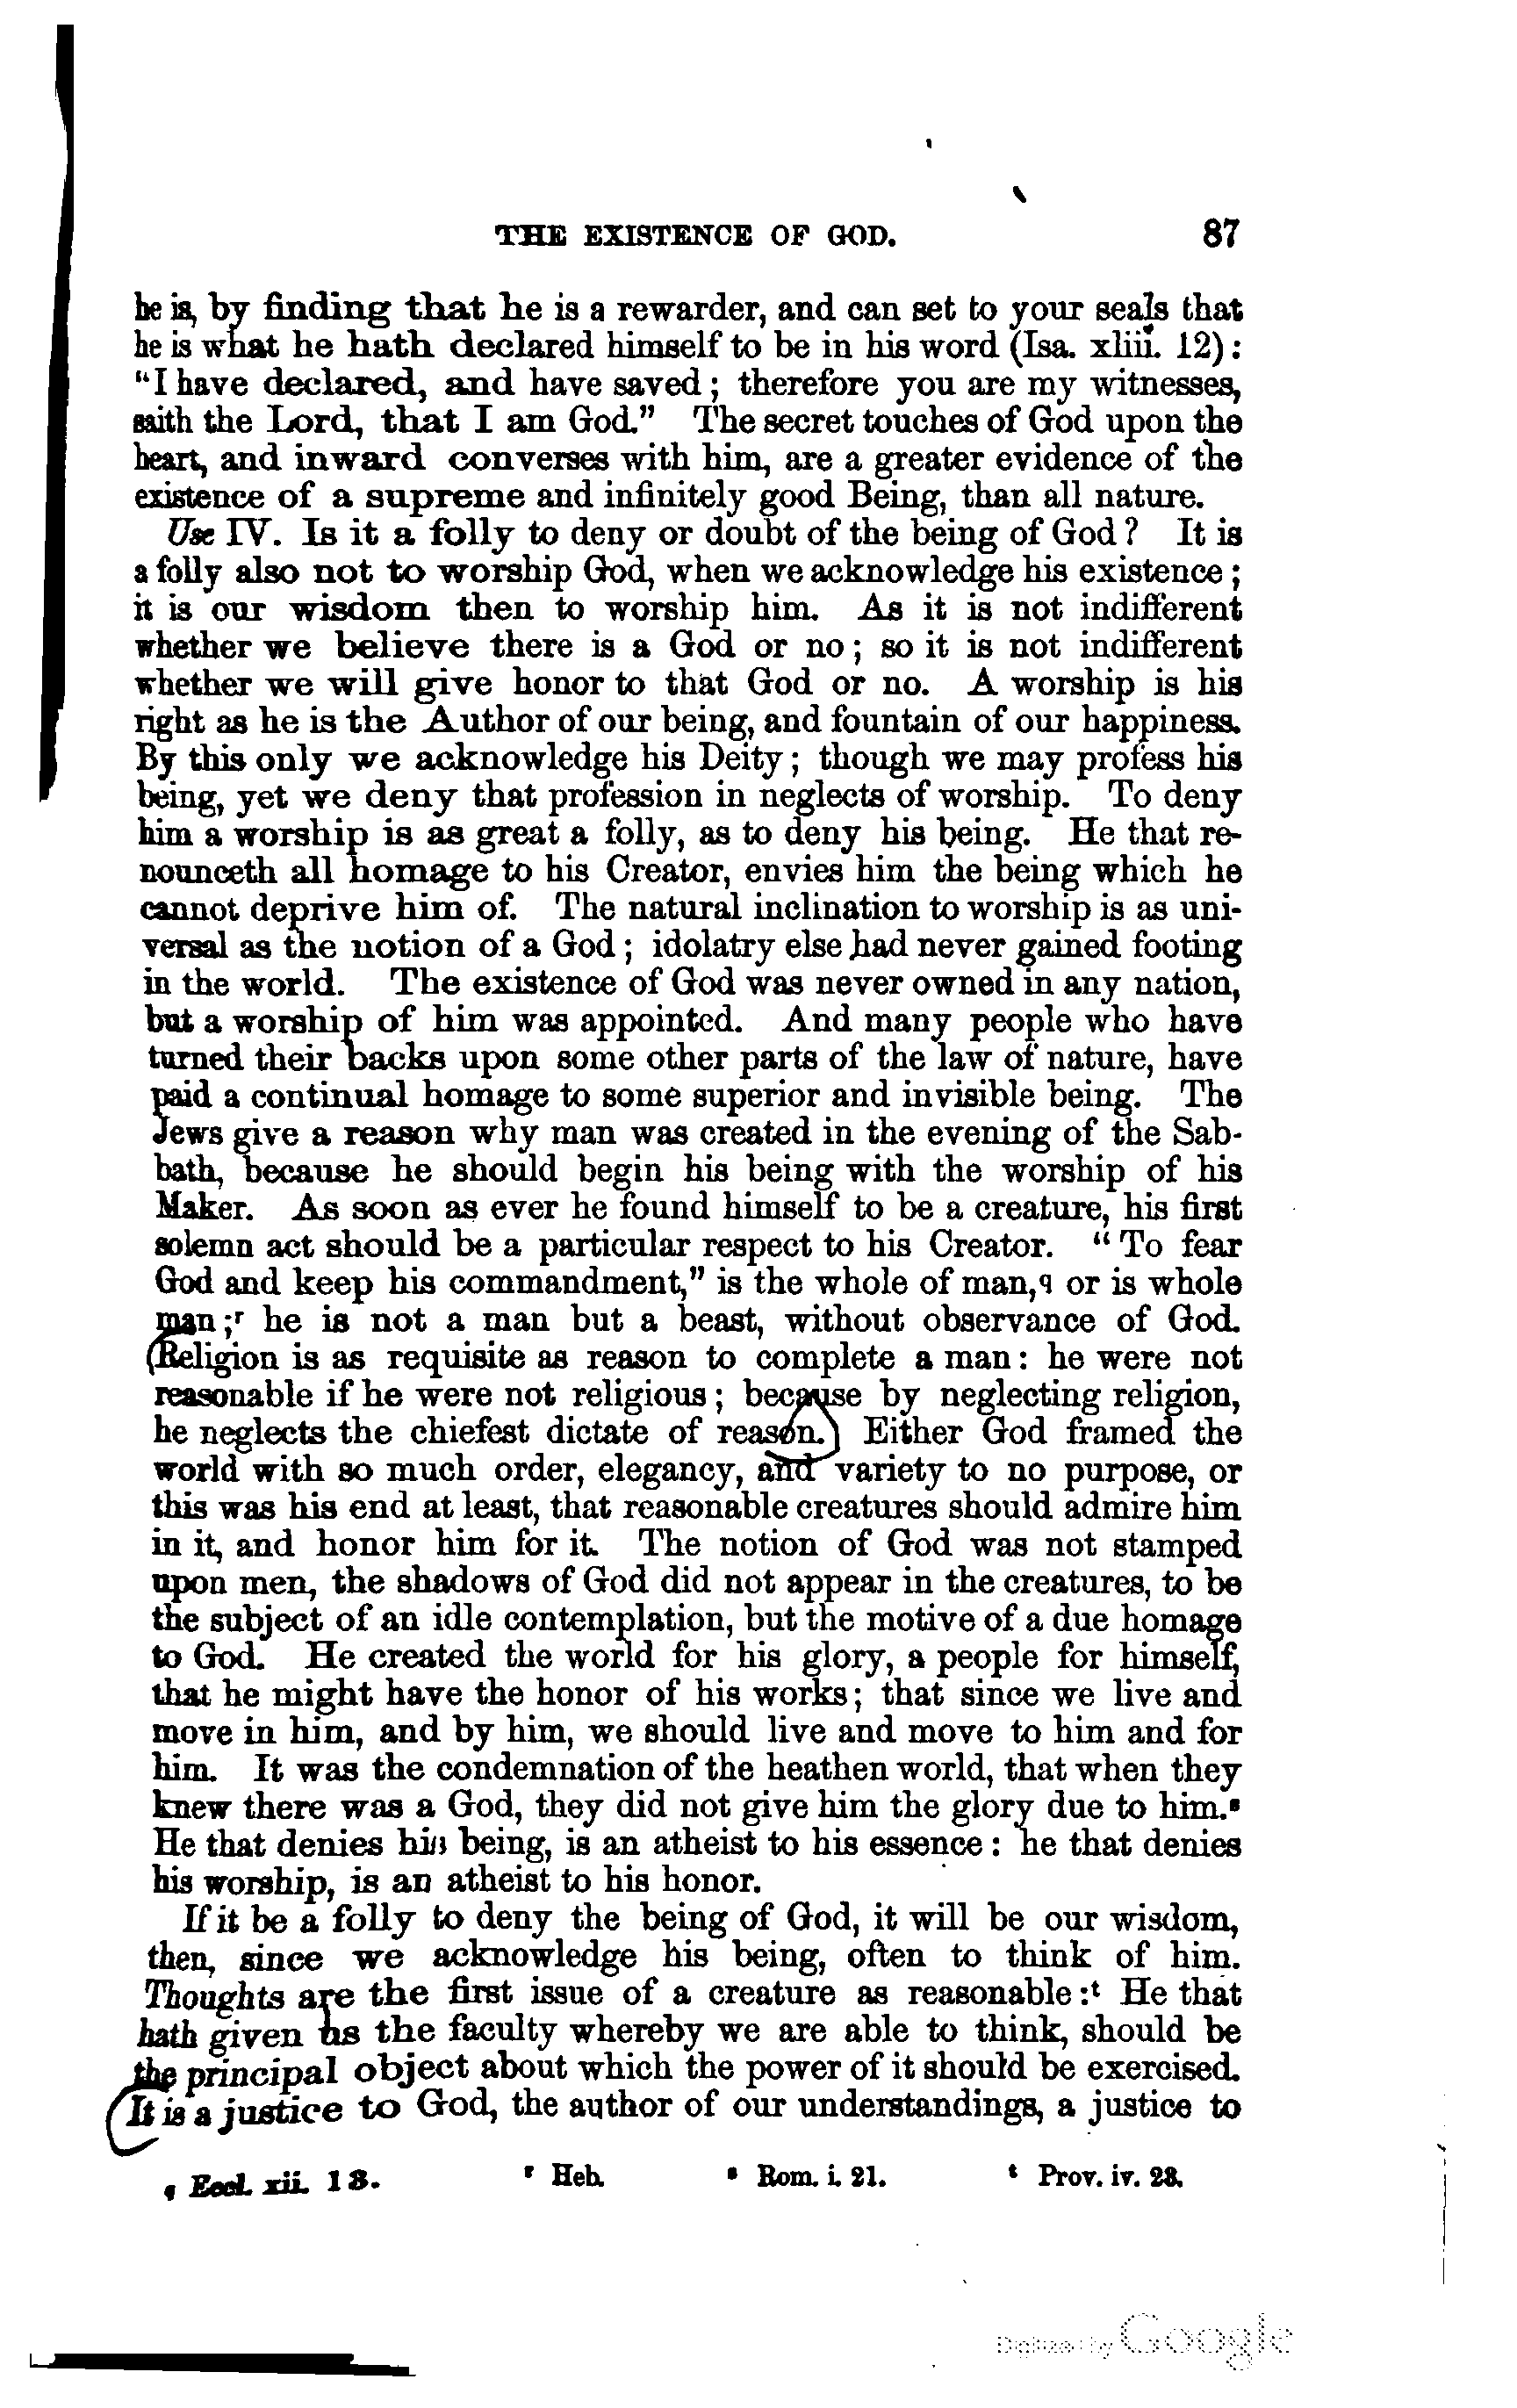 THE EXISTENCE OF GOD. 87
he is, by finding that he is a rewarder, and can set to your seals that
he is what he hath declared himself to be in his word (Isa. xliii. 12):
"I have declared, and have saved; therefore you are my witnesses,
saith the Lord, that I am God." The secret touches of God upon the
heart, and inward converses with him, are a greater evidence of the
existence of a supreme and infinitely good Being, than all nature.
Use IV. Is it a folly to deny or doubt of the being of God? It is
a folly also not to worship God, when we acknowledge his existence;
it is our wisdom then to worship him. As it is not indifferent
whether we believe there is a God or no; so it is not indifferent
whether we will give honor to that God or no. A worship is his
right as he is the Author of our being, and fountain of our happiness.
By this only we acknowledge his Deity; though we may profess his
being, yet we deny that profession in neglects of worship. To deny
him a worship is as great a folly, as to deny his being. He that re-
nounceth all homage to his Creator, envies him the being which he
cannot deprive him of. The natural inclination to worship is as uni-
versal as the notion of a God; idolatry else had never gained footing
in the world. The existence of God was never owned in any nation,
but a worship of him was appointed. And many people who have
turned their backs upon some other parts of the law of nature, have
paid a continual homage to some superior and invisible being. The
Jews give a reason why man was created in the evening of the Sab-
bath, because he should begin his being with the worship of his
Maker. As soon as ever he found himself to be a creature, his first
solemn act should be a particular respect to his Creator. "To fear
God and keep his commandment," is the whole of man,q or is whole
man;r he is not a man but a beast, without observance of God.
Religion is as requisite as reason to complete a man: he were not
reasonable if he were not religious; because by neglecting religion,
he neglects the chiefest dictate of reason. Either God framed the
world with so much order, elegancy, and variety to no purpose, or
this was his end at least, that reasonable creatures should admire him
in it, and honor him for it. The notion of God was not stamped
upon men, the shadows of God did not appear in the creatures, to be
the subject of an idle contemplation, but the motive of a due homage
to God. He created the world for his glory, a people for himself,
that he might have the honor of his works; that since we live and
move in him, and by him, we should live and move to him and for
him. It was the condemnation of the heathen world, that when they
knew there was a God, they did not give him the glory due to him.s
He that denies his being, is an atheist to his essence: he that denies
his worship, is an atheist to his honor.
If it be a folly to deny the being of God, it will be our wisdom,
then, since we acknowledge his being, often to think of him.
Thoughts are the first issue of a creature as reasonable:t He that
hath given us the faculty whereby we are able to think, should be
the principal object about which the power of it should be exercised.
It is a justice to God, the author of our understandings, a justice to
q Eccl. xii. 13. r Heb. s Rom. i. 21. t Prov. iv. 23.
Digitized by Google